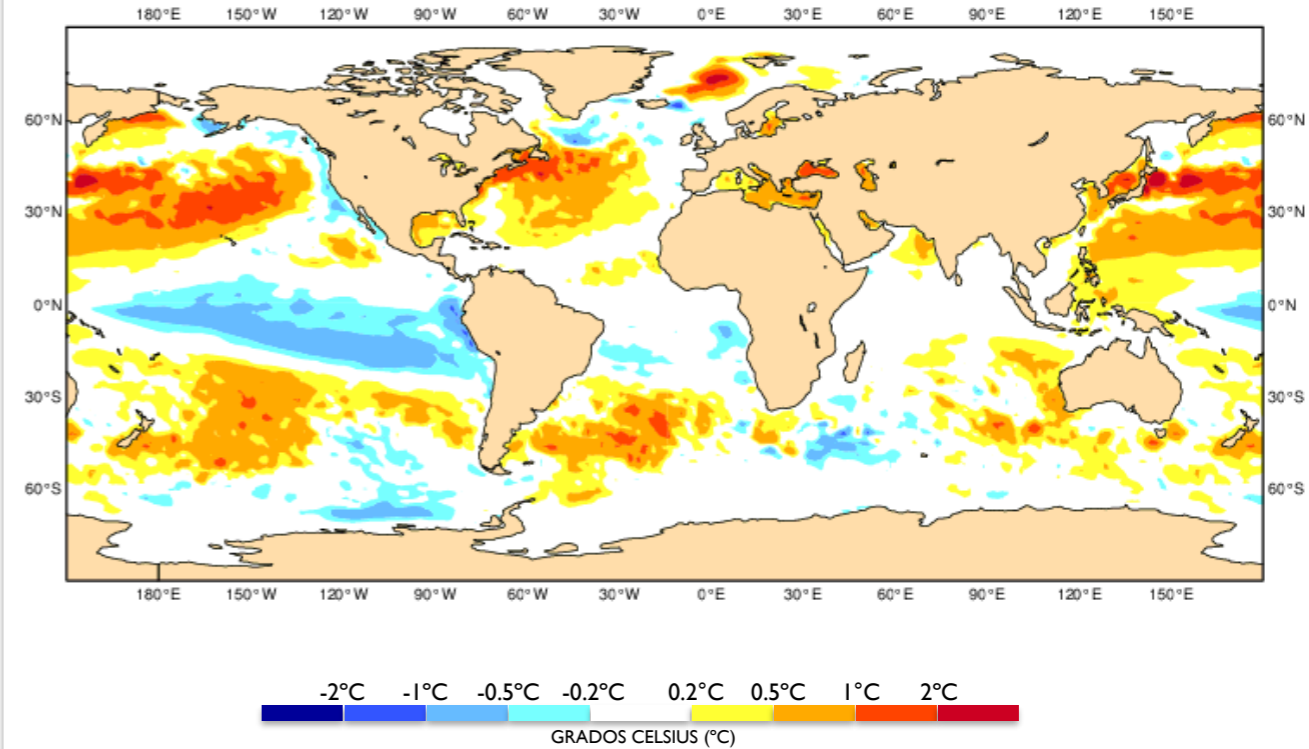 180°E 150°W 120°W 90°W 60°W 30°W 0°E 30°E 60°E 90°E 120°E 150°E
60°N 60°N
30°N 30°N
0°N 0°N
30°S 30°S
60°S 60°S
180°E 150°W 120°W 90°W 60°W 30°W 0°E 30°E 60°E 90°E 120°E 150°E
-2°C -1°C -0.5°C -0.2°C 0.2°C 0.5°C 1°C 2°C
GRADOS CELSIUS (°C)